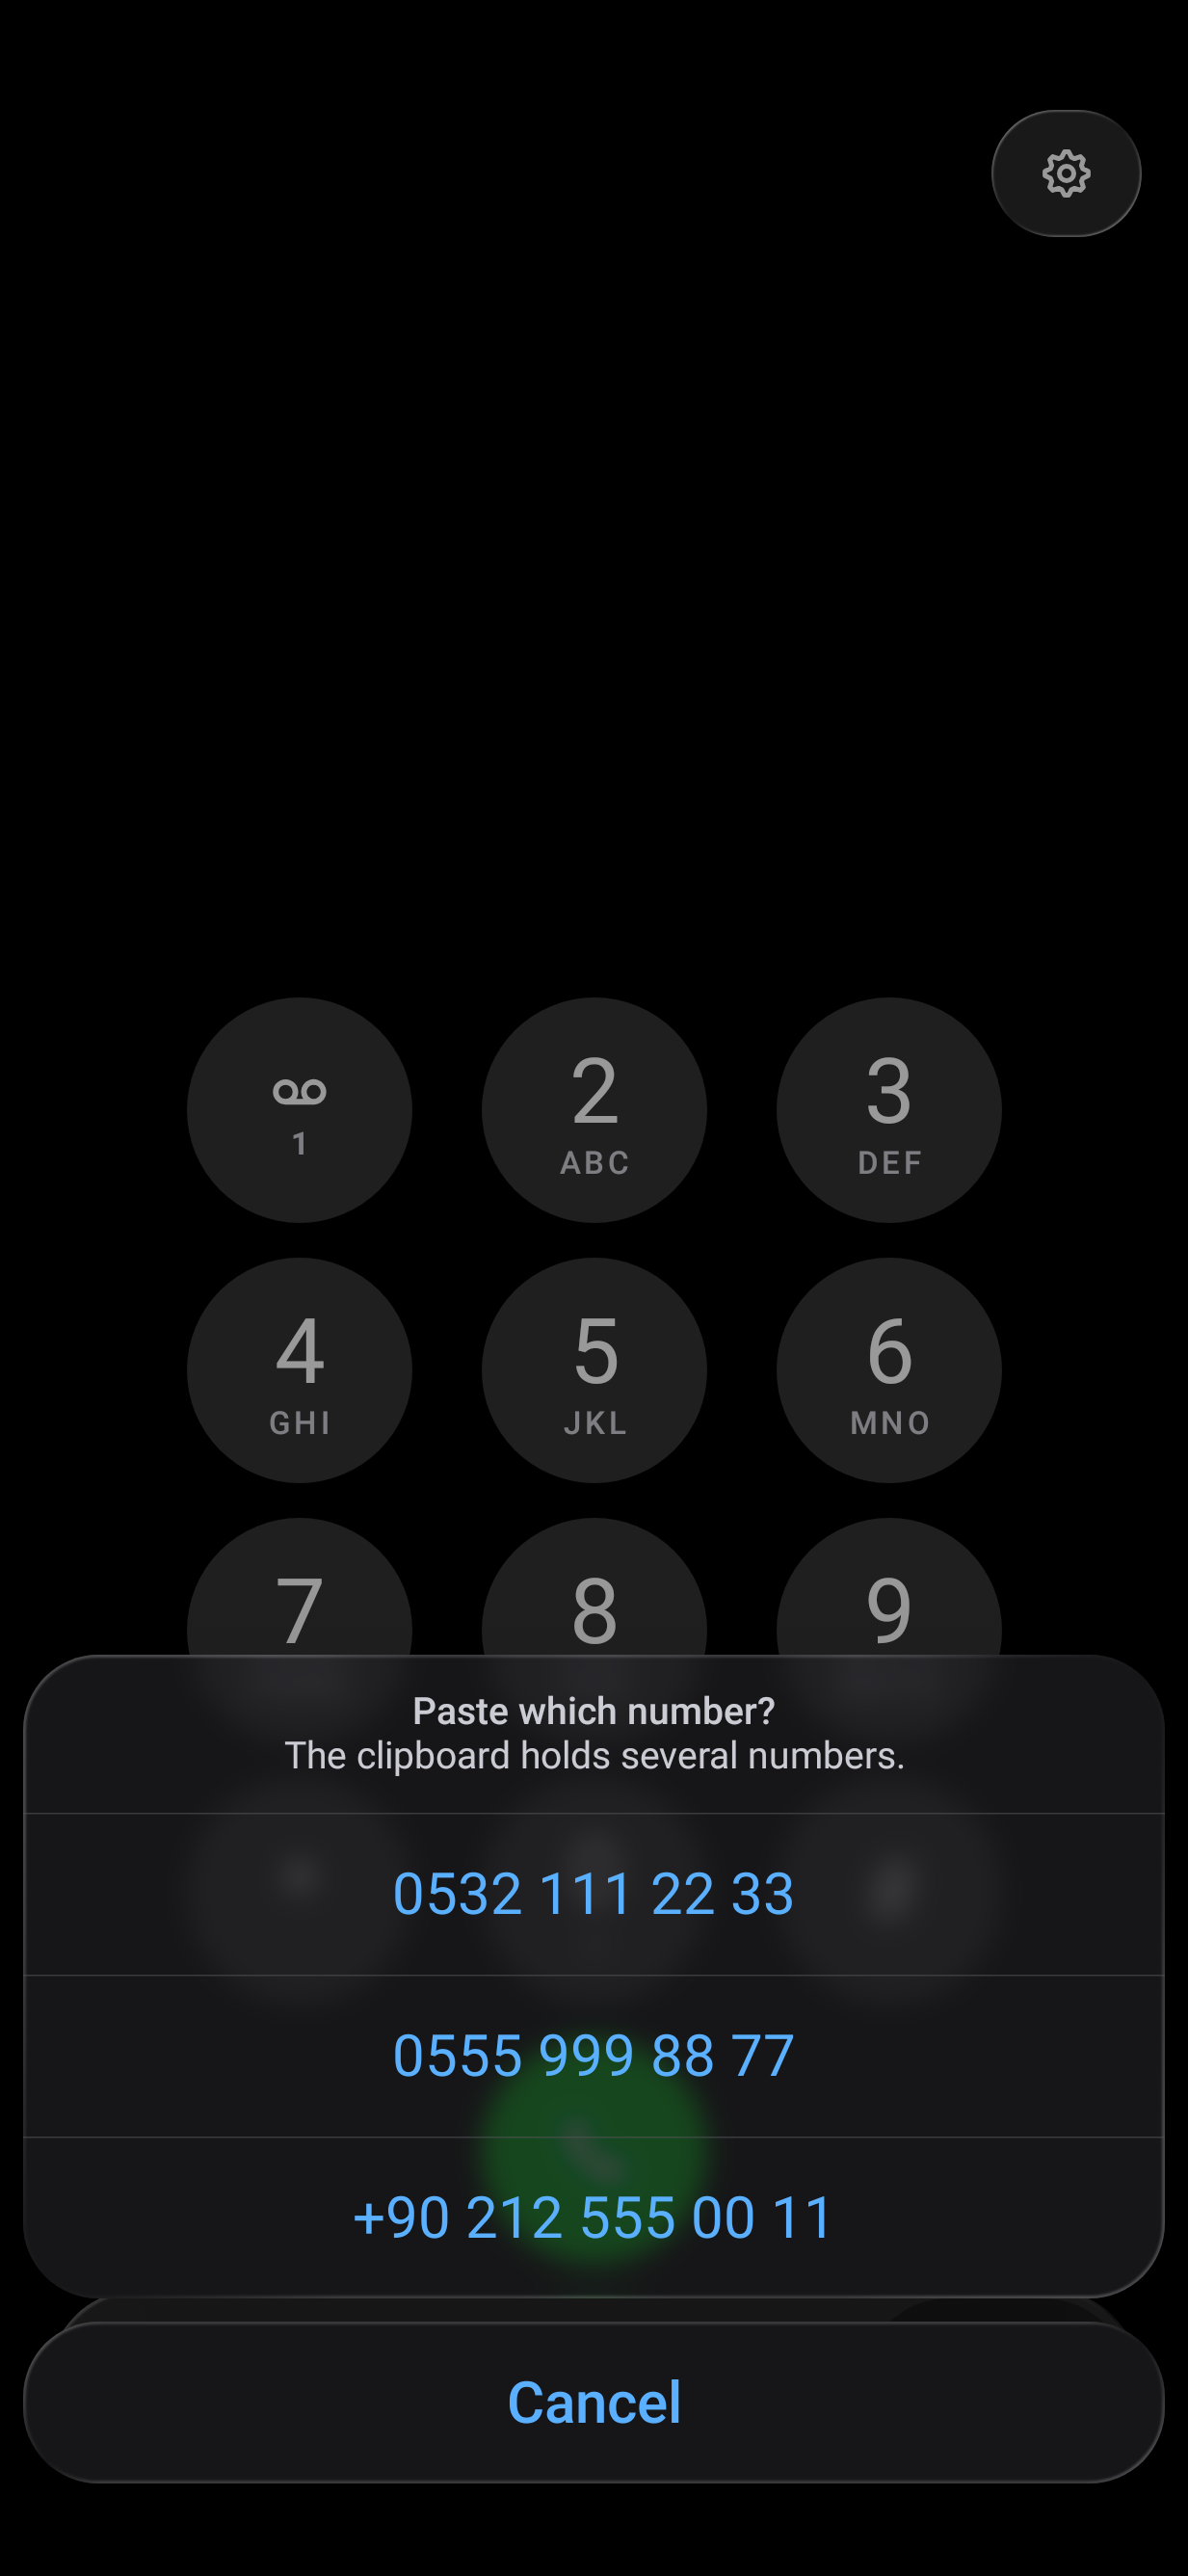 1
2
ABC
3
DEF
4
GHI
5
JKL
6
MNO
7
8
9
Paste which number?
The clipboard holds several numbers.
0532 111 22 33
0555 999 88 77
+90 212 555 00 11
Cancel